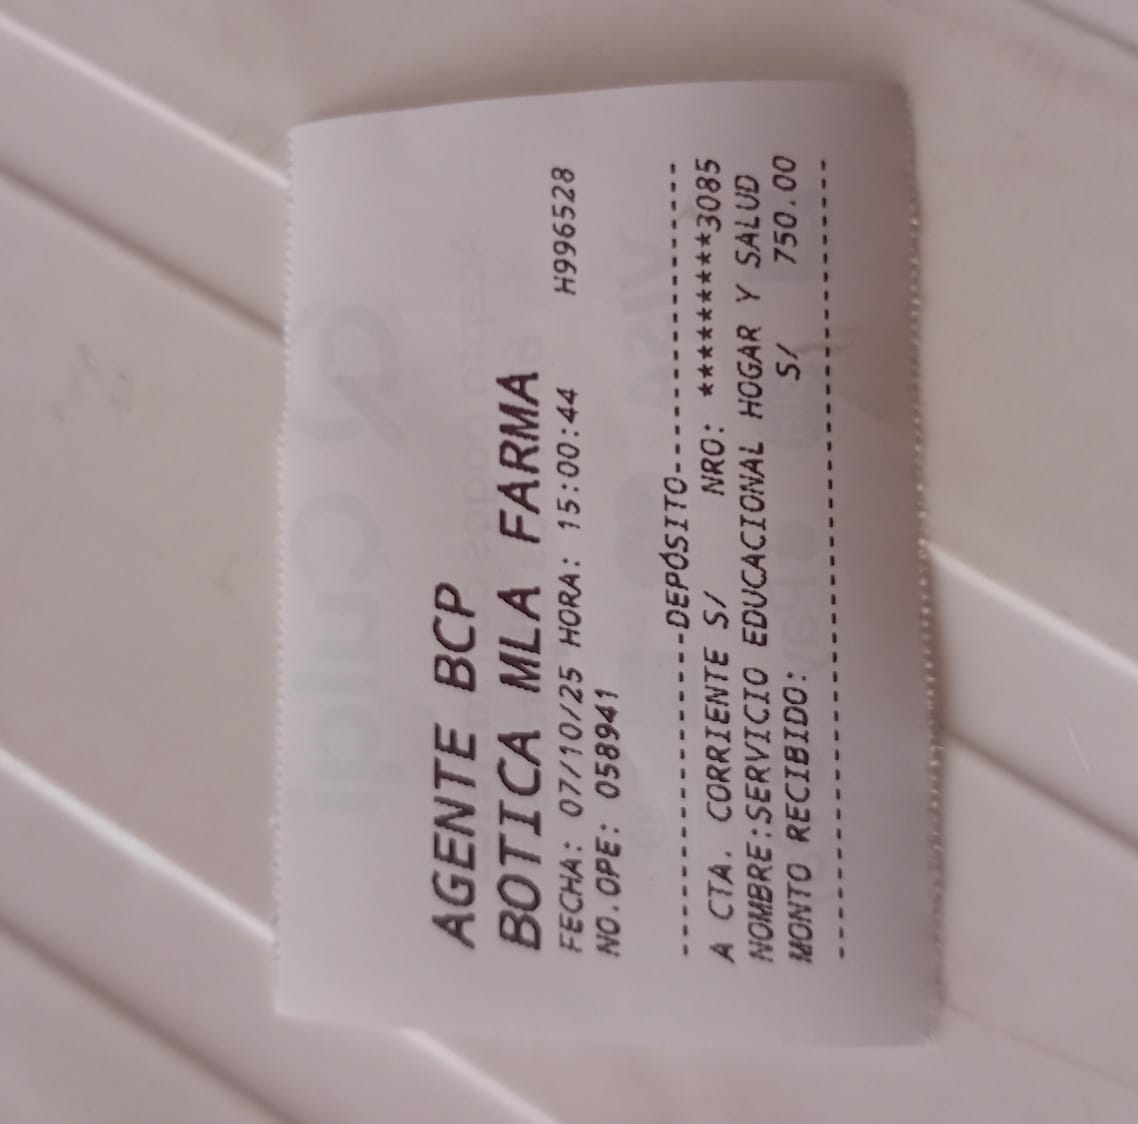 AGENTE BCP
BOTICA MLA FARMA
FECHA: 07/10/25 HORA: 15:00:44 H996528
NO.OPE: 058941
--------------------DEPÓSITO--------------------
A CTA. CORRIENTE S/ NRO: *********3085
NOMBRE:SERVICIO EDUCACIONAL HOGAR Y SALUD
MONTO RECIBIDO: S/ 750.00
------------------------------------------------